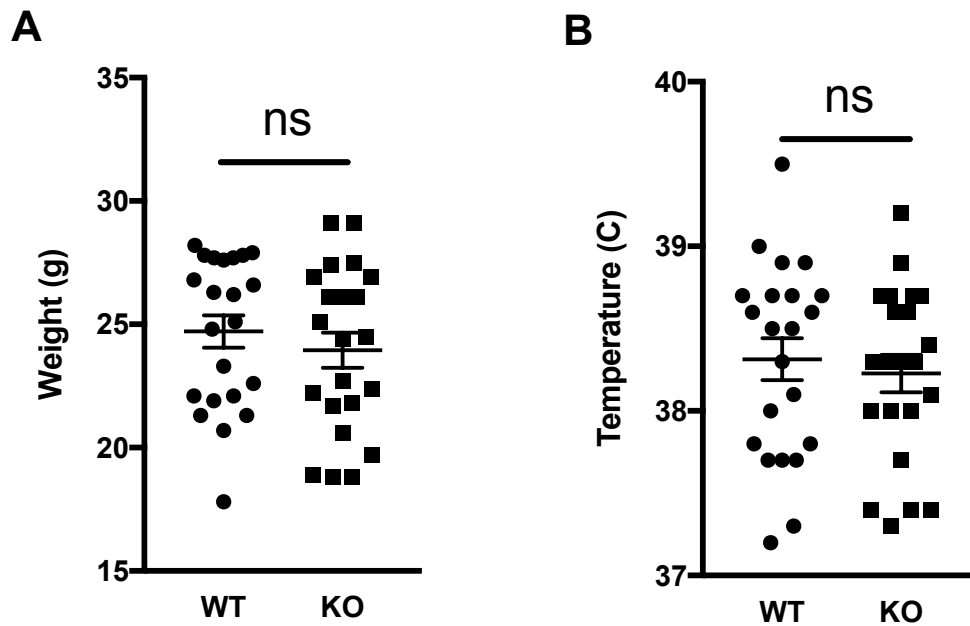 A
Weight (g)
35
30
25
20
15
ns
WT
KO
B
Temperature (C)
40
39
38
37
ns
WT
KO